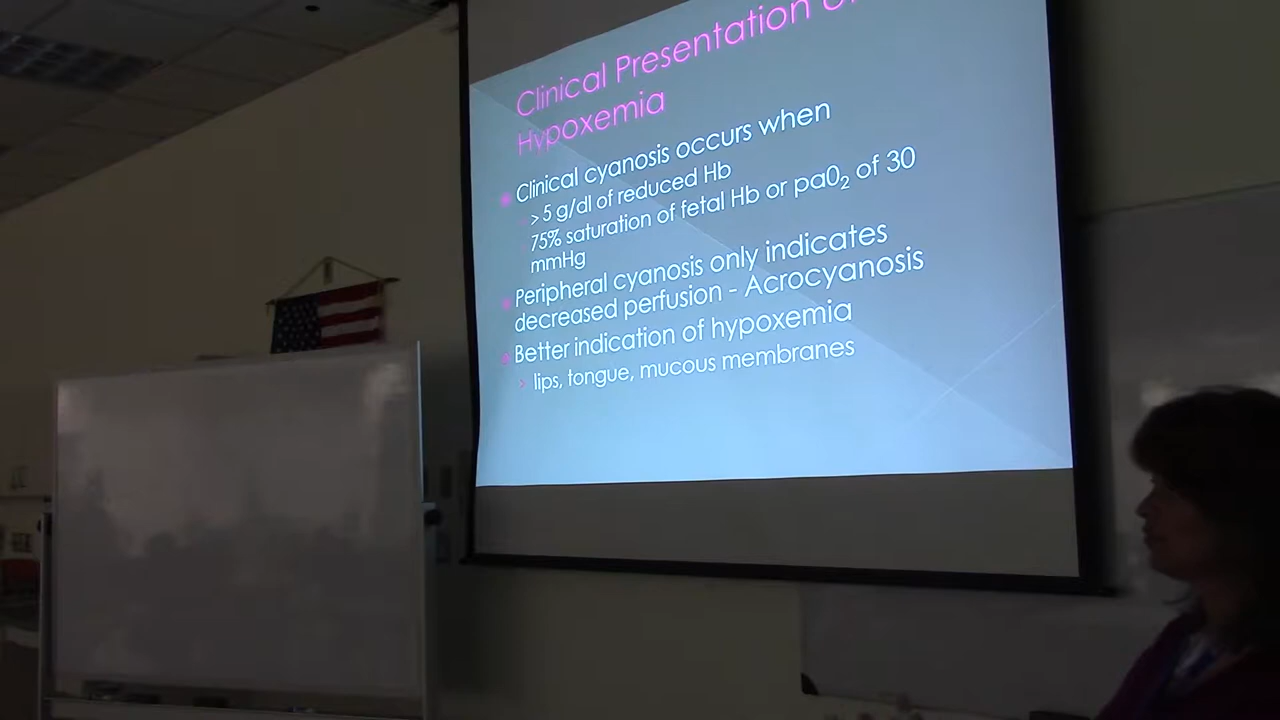 Clinical Presentation of
Hypoxemia
Clinical cyanosis occurs when
> 5 g/dl of reduced Hb
75% saturation of fetal Hb or pa0₂ of 30
mmHg
Peripheral cyanosis only indicates
decreased perfusion - Acrocyanosis
Better indication of hypoxemia
lips, tongue, mucous membranes